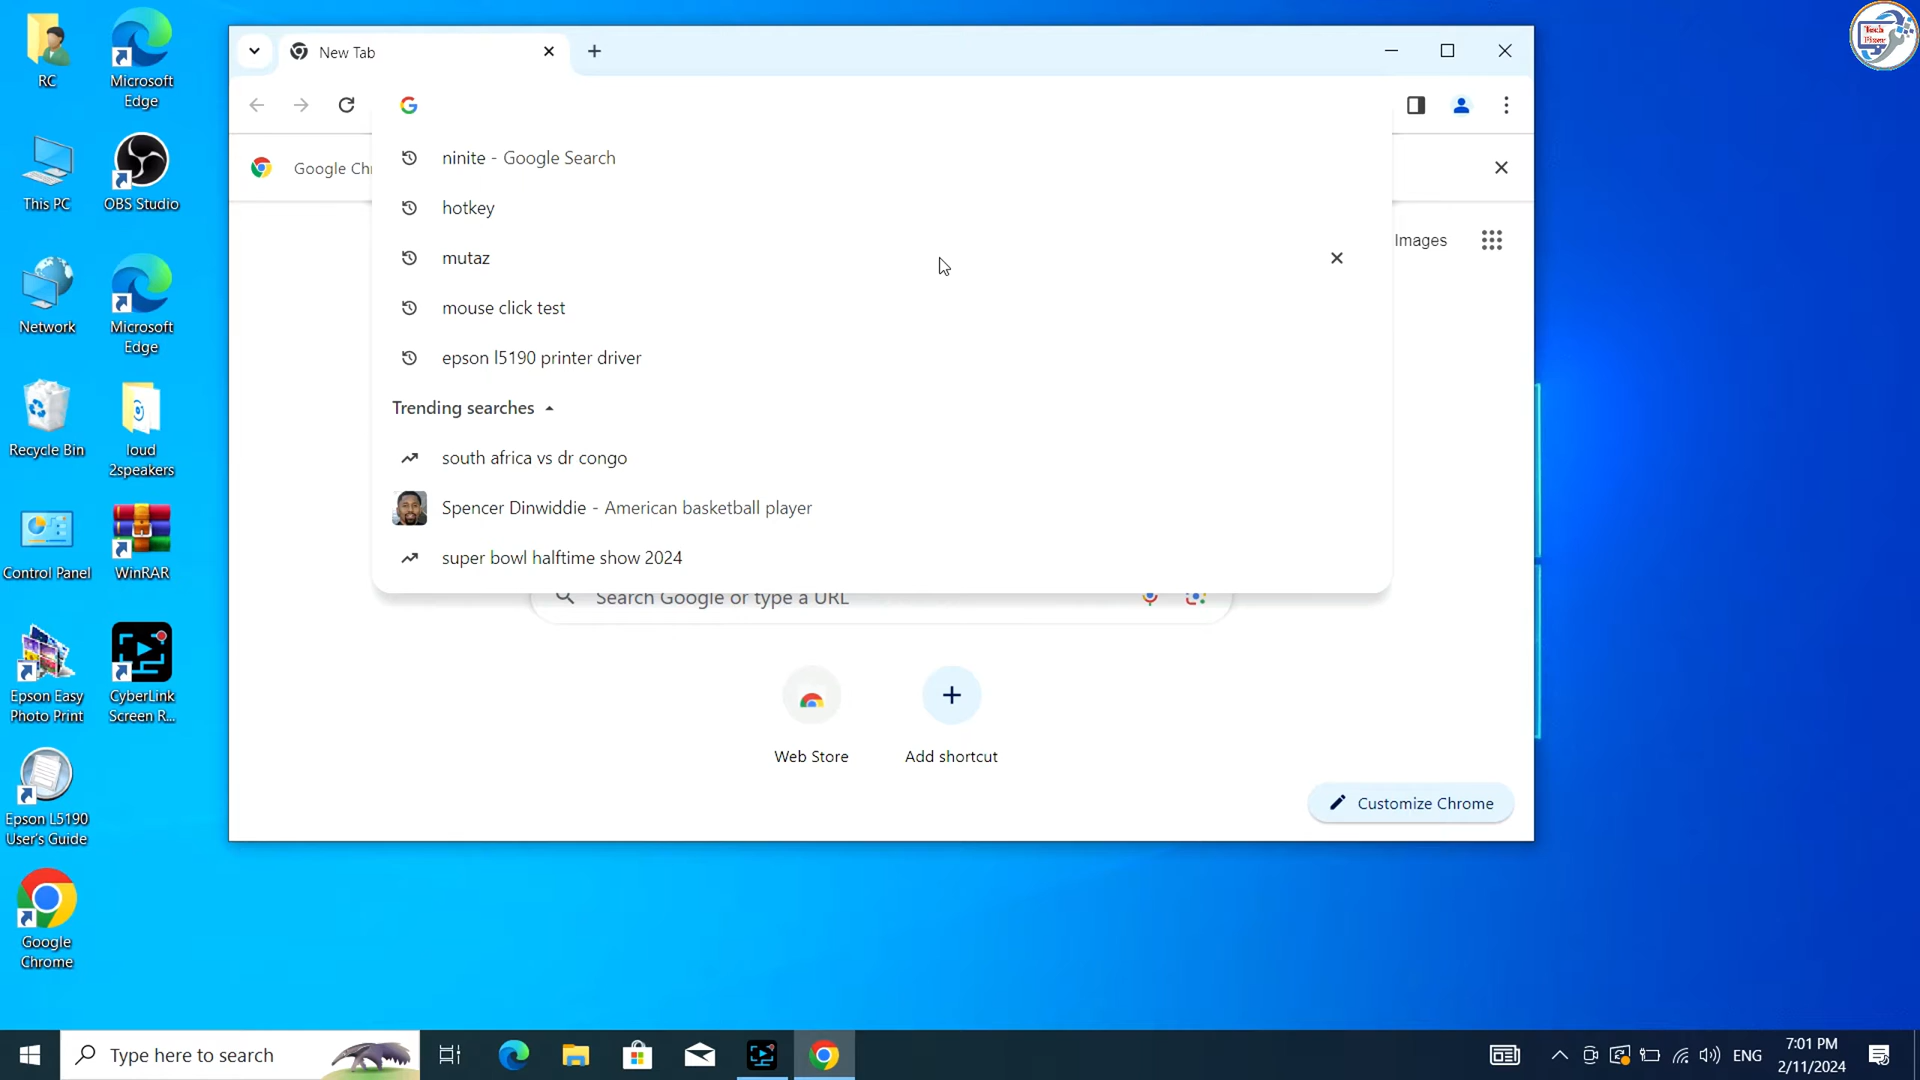 RC
Microsoft
Edge
This PC
OBS Studio
Network
Microsoft
Edge
Recycle Bin
loud
2speakers
Control Panel
WinRAR
Epson Easy
Photo Print
CyberLink
Screen R...
Epson L5190
User's Guide
Google
Chrome
New Tab
Google Chr
ninite - Google Search
hotkey
mutaz
mouse click test
epson l5190 printer driver
Trending searches
south africa vs dr congo
Spencer Dinwiddie - American basketball player
super bowl halftime show 2024
Images
Search Google or type a URL
Web Store
Add shortcut
Customize Chrome
Tech
Fixer
Type here to search
ENG
7:01 PM
2/11/2024